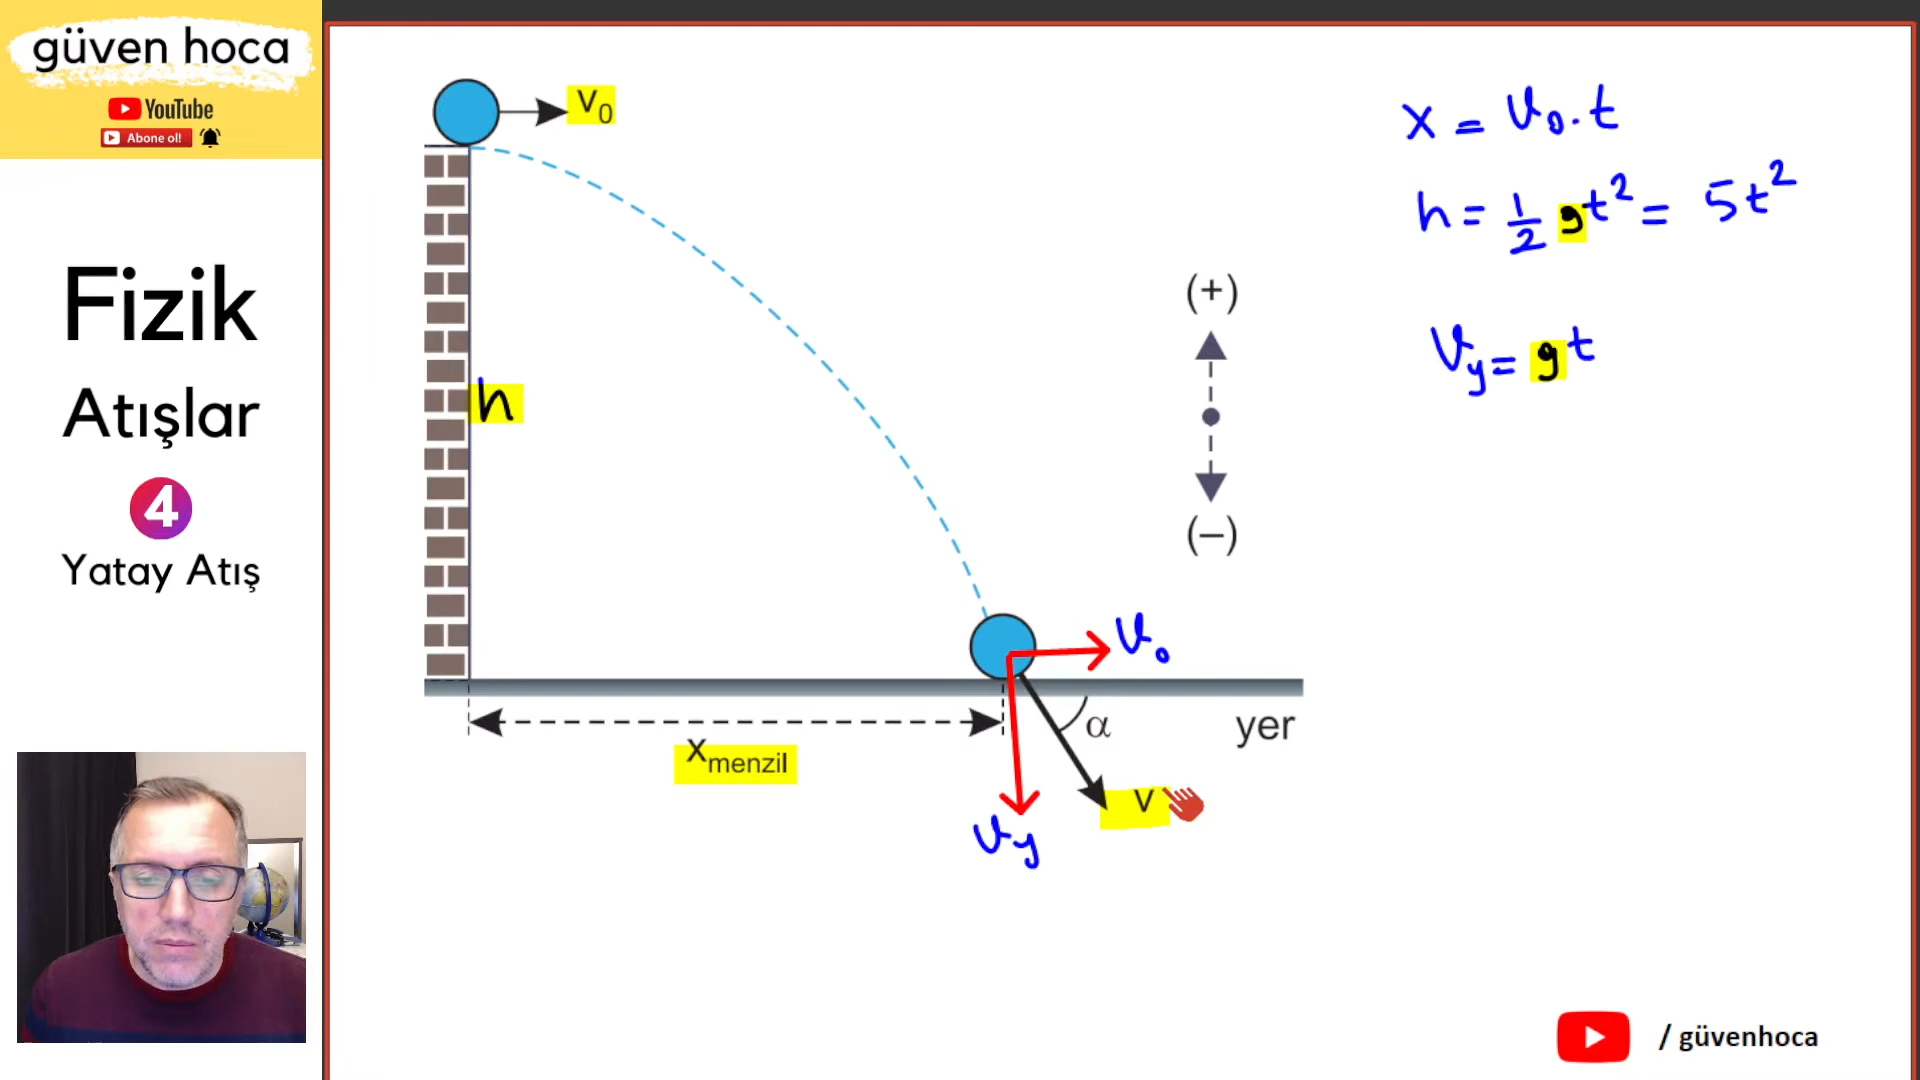 güven hoca
YouTube
Abone ol!
Fizik
Atışlar
4
Yatay Atış
v₀
h
x menzil
(+)
(–)
v₀
α
yer
v
vy
x = v₀.t
h = 1/2 gt² = 5t²
vy = gt
/ güvenhoca